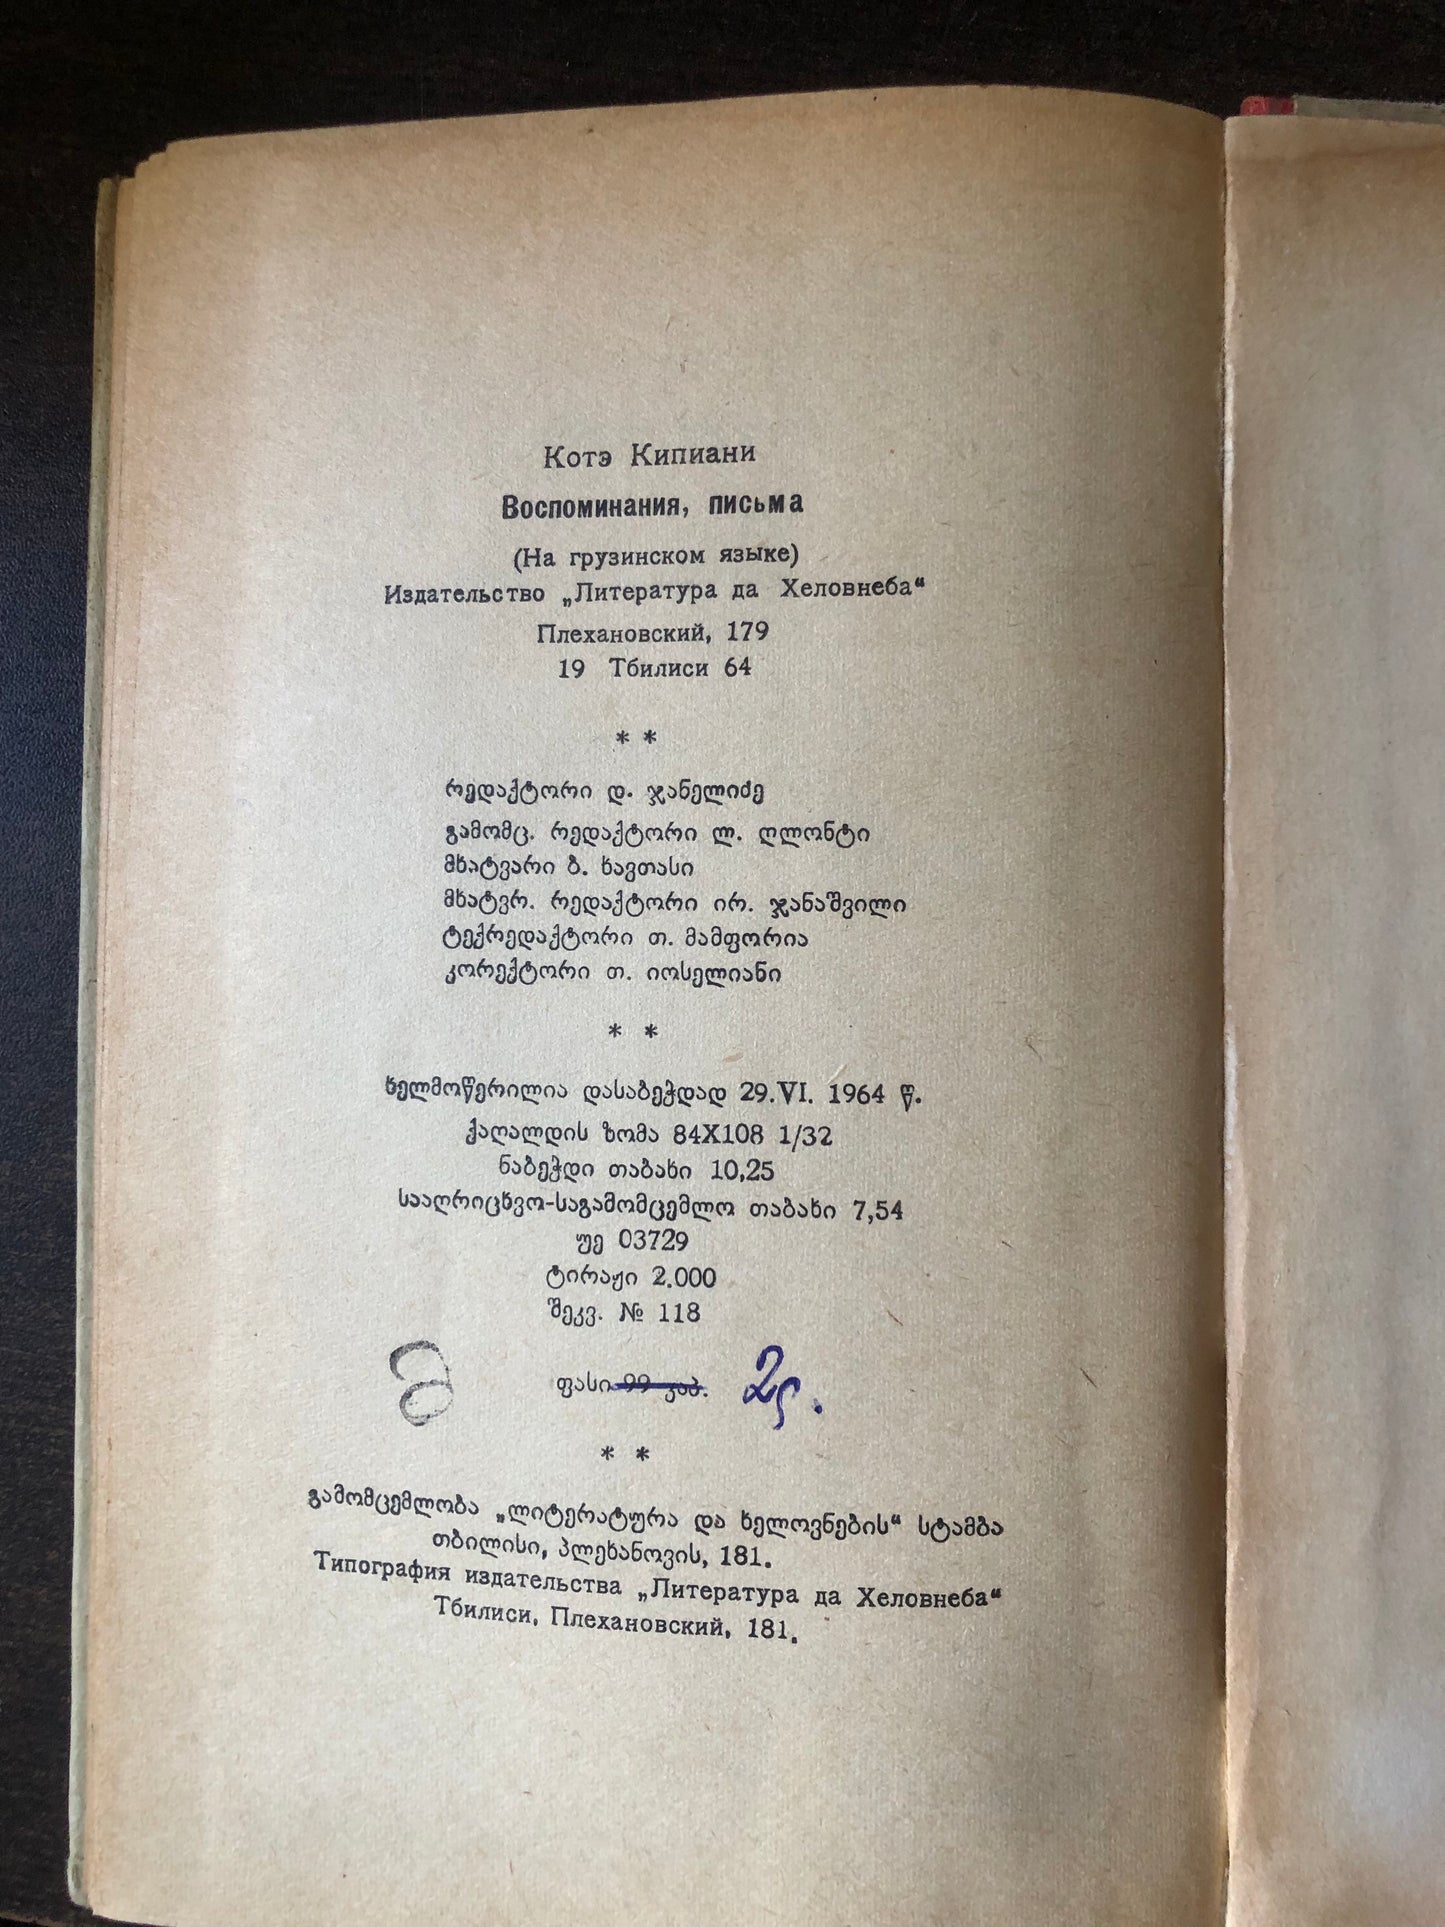 Котэ Кипиани
Воспоминания, письма
(На грузинском языке)
Издательство „Литература да Хеловнеба“
Плехановский, 179
19 Тбилиси 64
* *
რედაქტორი დ. ჯანელიძე
გამომც. რედაქტორი ლ. ღლონტი
მხატვარი ბ. ხავთასი
მხატვრ. რედაქტორი ირ. ჯანაშვილი
ტექრედაქტორი თ. მამფორია
კორექტორი თ. იოსელიანი
* *
ხელმოწერილია დასაბეჭდად 29.VI. 1964 წ.
ქაღალდის ზომა 84X108 1/32
ნაბეჭდი თაბახი 10,25
სააღრიცხვო-საგამომცემლო თაბახი 7,54
უე 03729
ტირაჟი 2.000
შეკვ. № 118
ფასი 99 კაპ.
* *
გამომცემლობა „ლიტერატურა და ხელოვნების“ სტამბა
თბილისი, პლეხანოვის, 181.
Типография издательства „Литература да Хеловнеба“
Тбилиси, Плехановский, 181.